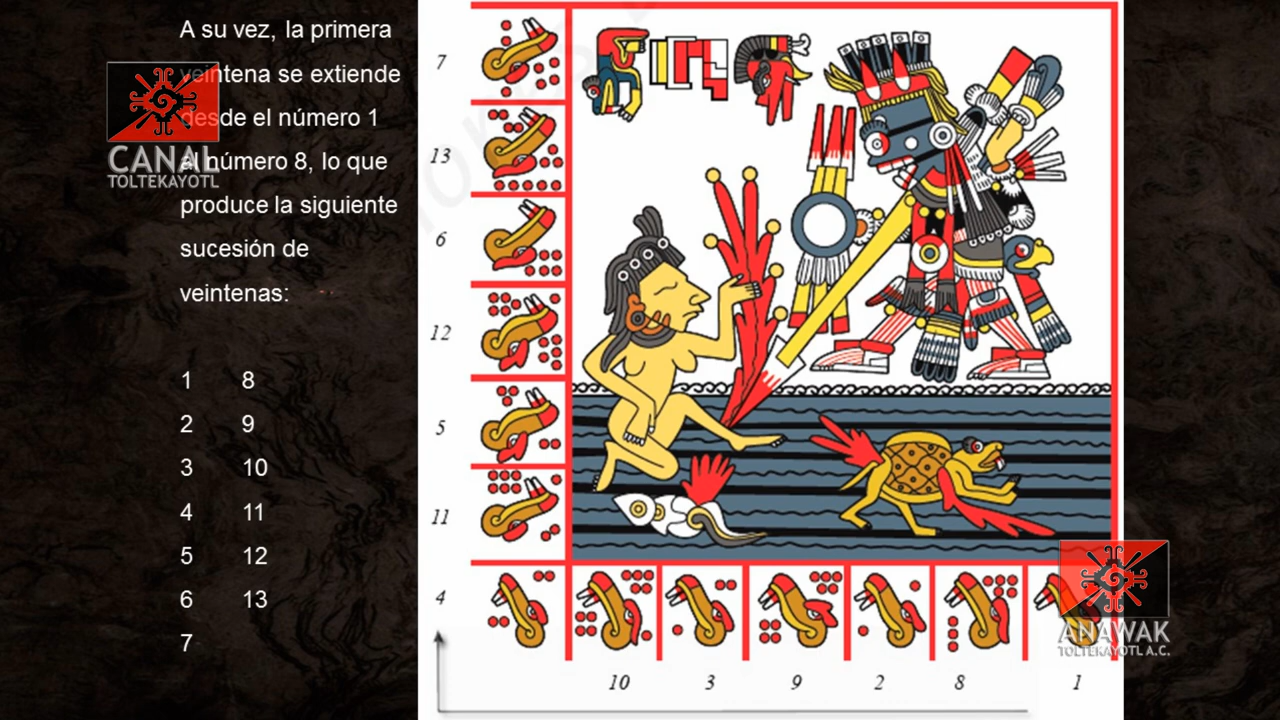 A su vez, la primera
veintena se extiende
desde el número 1
al número 8, lo que
produce la siguiente
sucesión de
veintenas:
1 8
2 9
3 10
4 11
5 12
6 13
7
CANAL
TOLTEKAYOTL
7
13
6
12
5
11
4
10 3 9 2 8 1
ANAWAK
TOLTEKAYOTL A.C.